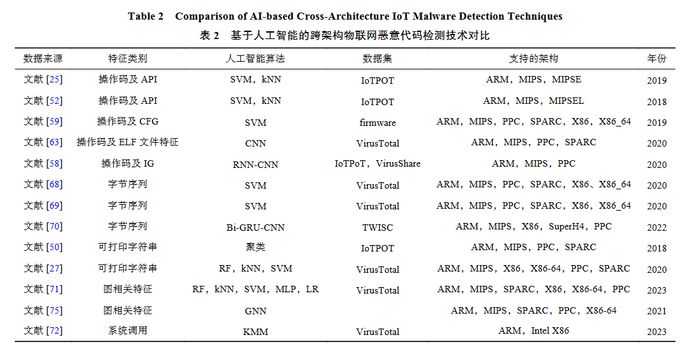 Table 2 Comparison of AI-based Cross-Architecture IoT Malware Detection Techniques
表 2 基于人工智能的跨架构物联网恶意代码检测技术对比
数据来源 特征类别 人工智能算法 数据集 支持的架构 年份
文献 [25] 操作码及 API SVM，kNN IoTPOT ARM，MIPS，MIPSE 2019
文献 [52] 操作码及 API SVM，kNN IoTPOT ARM，MIPS，MIPSEL 2018
文献 [59] 操作码及 CFG SVM firmware ARM，MIPS，PPC，SPARC，X86，X86_64 2019
文献 [63] 操作码及 ELF 文件特征 CNN VirusTotal ARM，MIPS，PPC，SPARC 2020
文献 [58] 操作码及 IG RNN-CNN IoTPoT，VirusShare ARM，MIPS，PPC 2020
文献 [68] 字节序列 SVM VirusTotal ARM，MIPS，PPC，SPARC，X86、X86_64 2020
文献 [69] 字节序列 SVM VirusTotal ARM，MIPS，PPC，SPARC，X86，X86_64 2020
文献 [70] 字节序列 Bi-GRU-CNN TWISC ARM，MIPS，X86，SuperH4，PPC 2022
文献 [50] 可打印字符串 聚类 IoTPOT ARM，MIPS，PPC，SPARC 2018
文献 [27] 可打印字符串 RF，kNN，SVM VirusTotal ARM，MIPS，X86，X86-64，PPC，SPARC 2020
文献 [71] 图相关特征 RF，kNN，SVM，MLP，LR VirusTotal ARM，MIPS，SPARC，X86，X86-64，PPC 2023
文献 [75] 图相关特征 GNN ARM，MIPS，SPARC，PPC，X86-64 2021
文献 [72] 系统调用 KMM VirusTotal ARM，Intel X86 2023